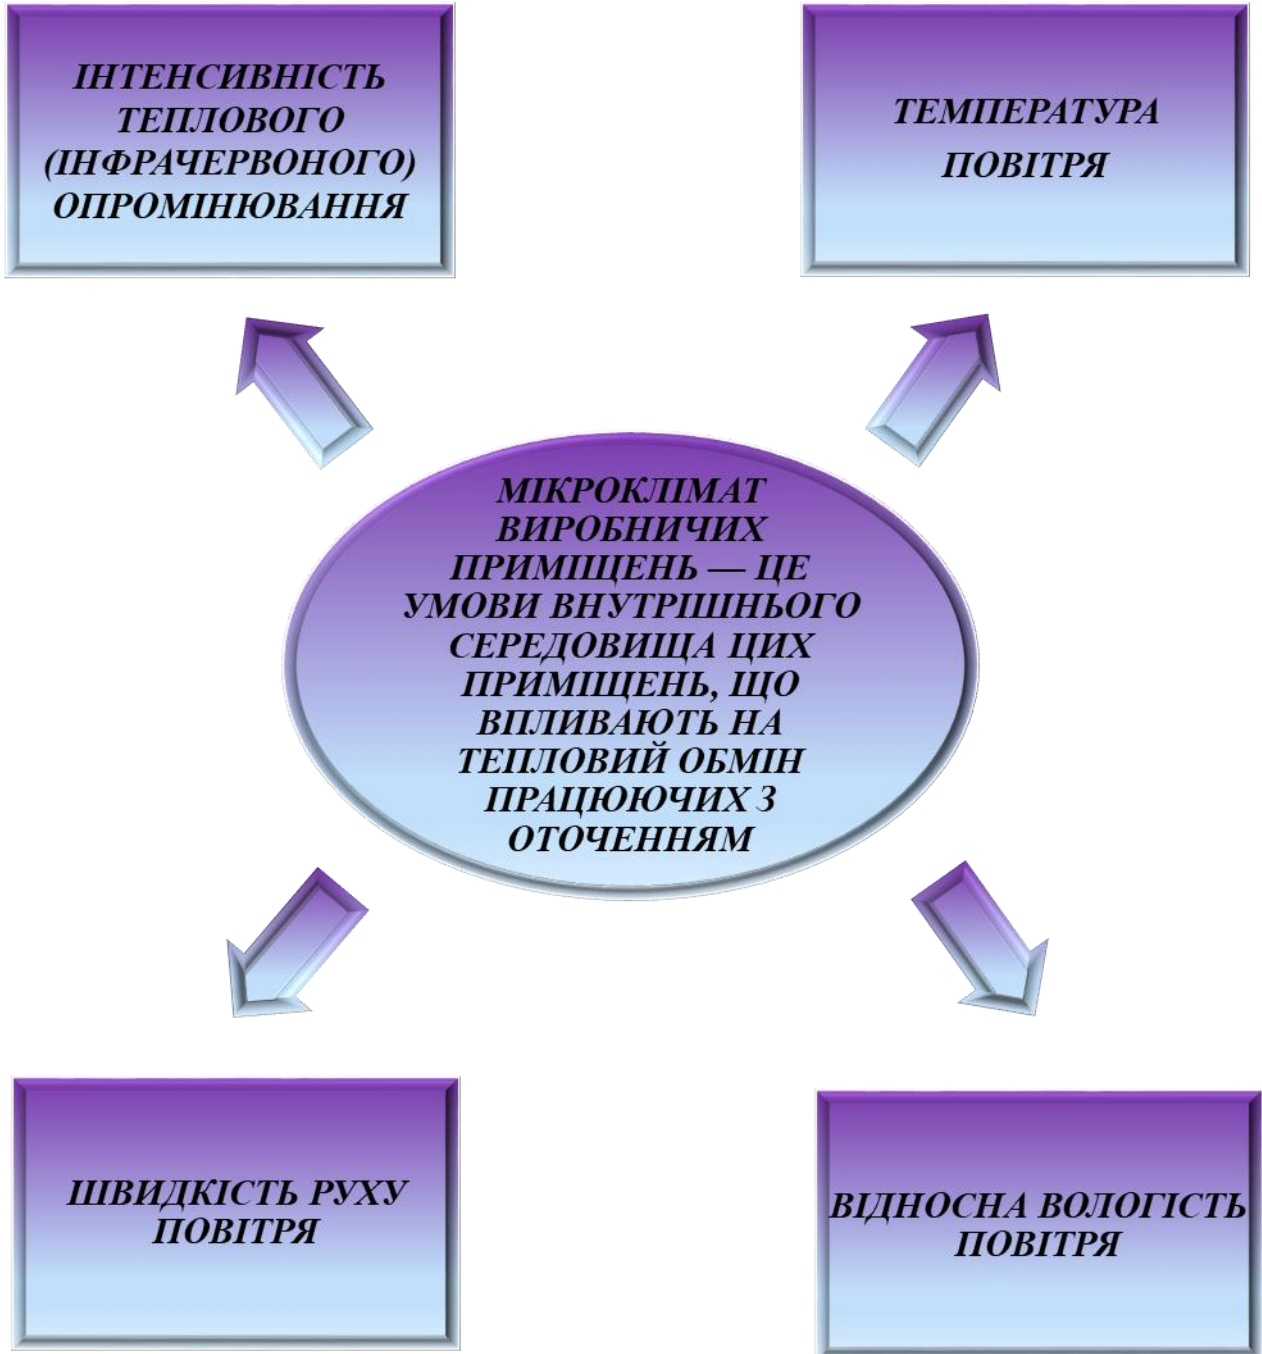 ІНТЕНСИВНІСТЬ
ТЕПЛОВОГО
(ІНФРАЧЕРВОНОГО)
ОПРОМІНЮВАННЯ
ТЕМПЕРАТУРА
ПОВІТРЯ
МІКРОКЛІМАТ
ВИРОБНИЧИХ
ПРИМІЩЕНЬ — ЦЕ
УМОВИ ВНУТРІШНЬОГО
СЕРЕДОВИЩА ЦИХ
ПРИМІЩЕНЬ, ЩО
ВПЛИВАЮТЬ НА
ТЕПЛОВИЙ ОБМІН
ПРАЦЮЮЧИХ З
ОТОЧЕННЯМ
ШВИДКІСТЬ РУХУ
ПОВІТРЯ
ВІДНОСНА ВОЛОГІСТЬ
ПОВІТРЯ